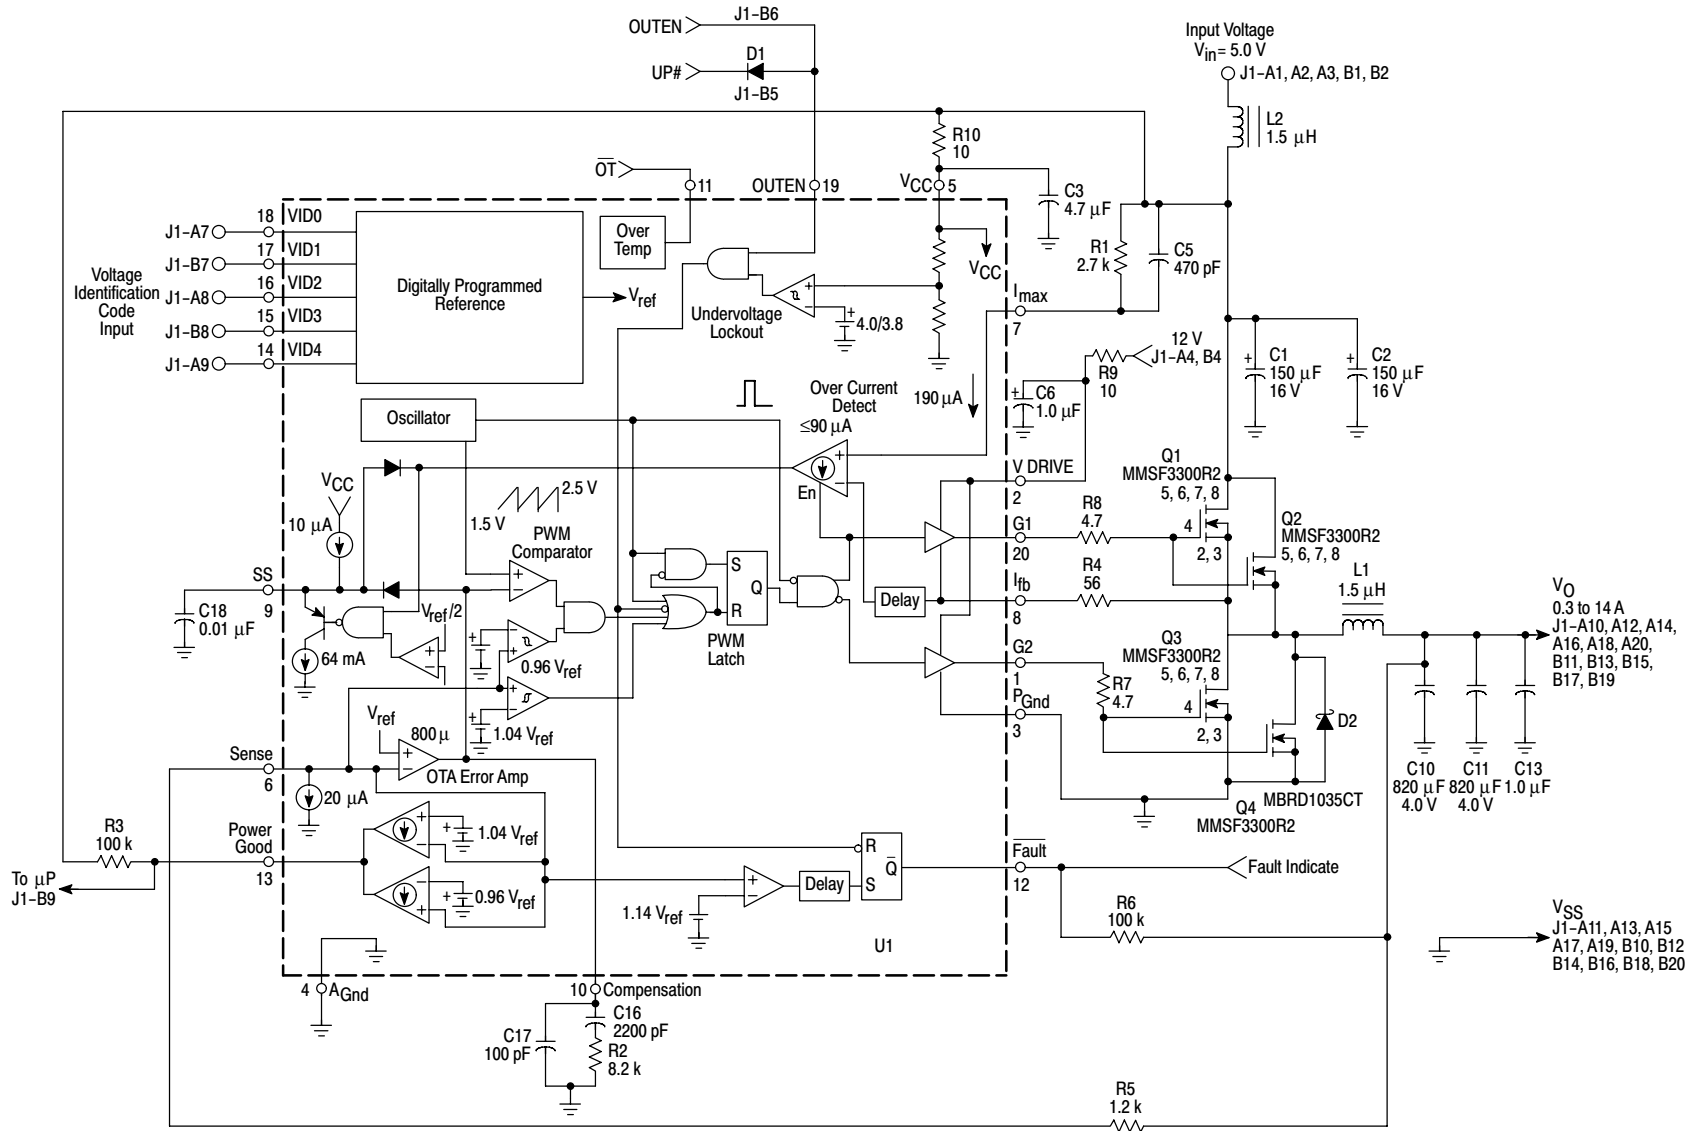 OUTEN
J1-B6
D1
UP#
J1-B5
Input Voltage
Vin = 5.0 V
J1-A1, A2, A3, B1, B2
L2
1.5 μH
R10
10
OT
11
OUTEN
19
VCC
5
C3
4.7 μF
R1
2.7 k
C5
470 pF
Voltage
Identification
Code
Input
J1-A7
18
VID0
J1-B7
17
VID1
J1-A8
16
VID2
J1-B8
15
VID3
J1-A9
14
VID4
Digitally Programmed
Reference
Vref
Over
Temp
VCC
Undervoltage
Lockout
+
−
+
4.0/3.8
Imax
7
12 V
J1-A4, B4
R9
10
+
C6
1.0 μF
+
C1
150 μF
16 V
+
C2
150 μF
16 V
Oscillator
Over Current
Detect
≤90 μA
190 μA
+
−
En
V DRIVE
2
Q1
MMSF3300R2
5, 6, 7, 8
4
2, 3
Q2
MMSF3300R2
5, 6, 7, 8
VCC
10 μA
1.5 V
2.5 V
PWM
Comparator
+
−
R8
4.7
G1
20
SS
9
C18
0.01 μF
64 mA
Vref/2
+
−
+
−
+
0.96 Vref
+
−
+
1.04 Vref
S
Q
R
PWM
Latch
Delay
Ifb
8
R4
56
L1
1.5 μH
VO
0.3 to 14 A
J1-A10, A12, A14,
A16, A18, A20,
B11, B13, B15,
B17, B19
Q3
MMSF3300R2
5, 6, 7, 8
4
2, 3
G2
1
R7
4.7
PGnd
3
D2
Q4
MMSF3300R2
MBRD1035CT
C10
820 μF
4.0 V
C11
820 μF
4.0 V
C13
1.0 μF
Vref
800 μ
+
−
OTA Error Amp
Sense
6
20 μA
R3
100 k
Power
Good
13
To μP
J1-B9
+
−
+
1.04 Vref
−
+
+
0.96 Vref
+
−
1.14 Vref
Delay
R
Q
S
Fault
12
Fault Indicate
R6
100 k
VSS
J1-A11, A13, A15
A17, A19, B10, B12
B14, B16, B18, B20
U1
4
AGnd
10
Compensation
C17
100 pF
C16
2200 pF
R2
8.2 k
R5
1.2 k